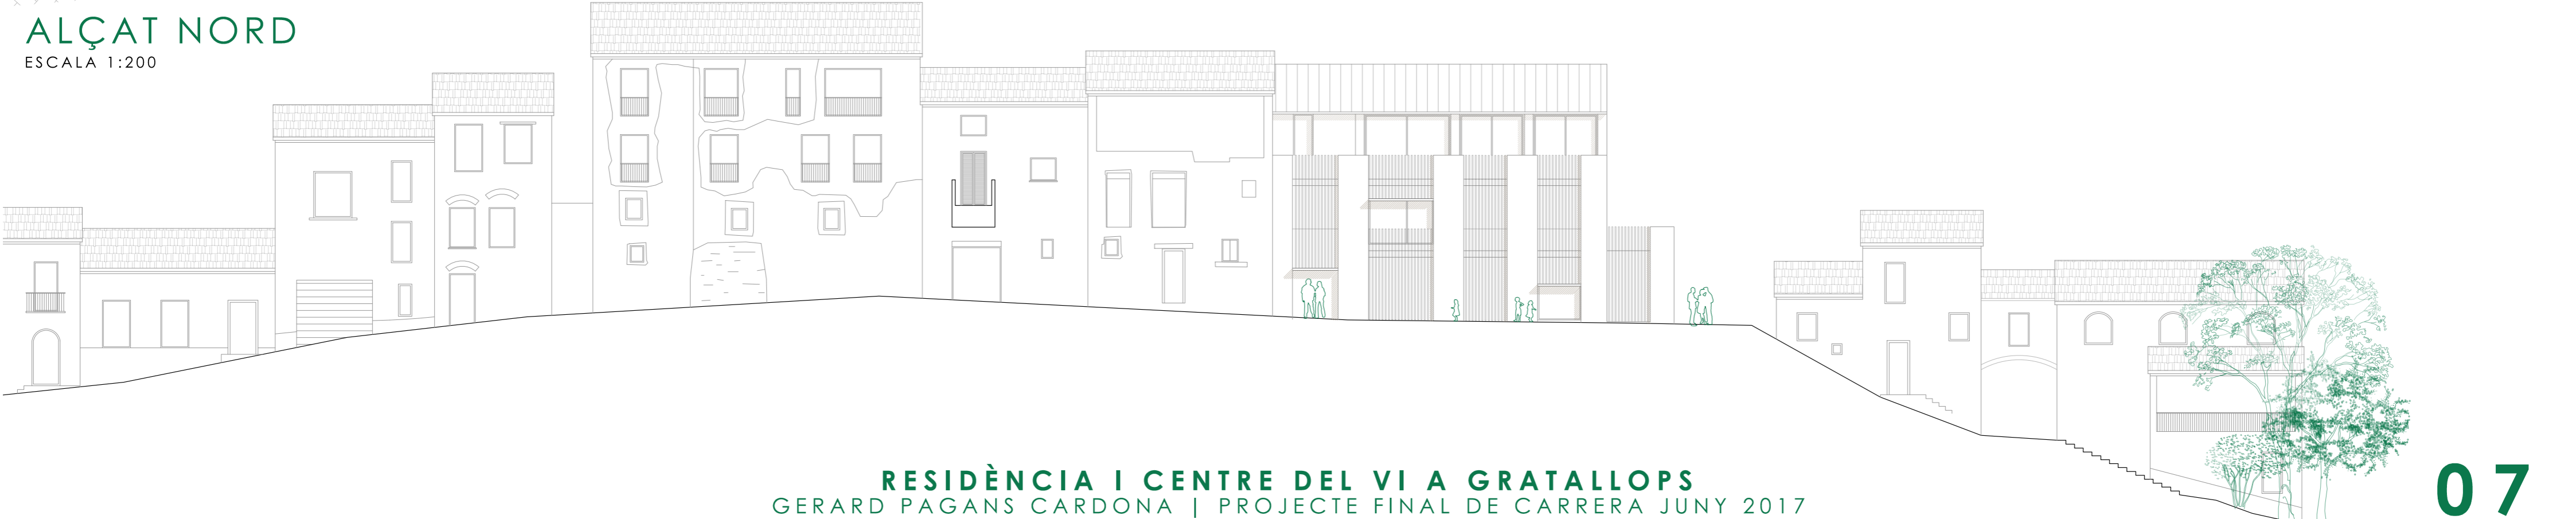 ALÇAT NORD
ESCALA 1:200
RESIDÈNCIA I CENTRE DEL VI A GRATALLOPS
GERARD PAGANS CARDONA | PROJECTE FINAL DE CARRERA JUNY 2017
07